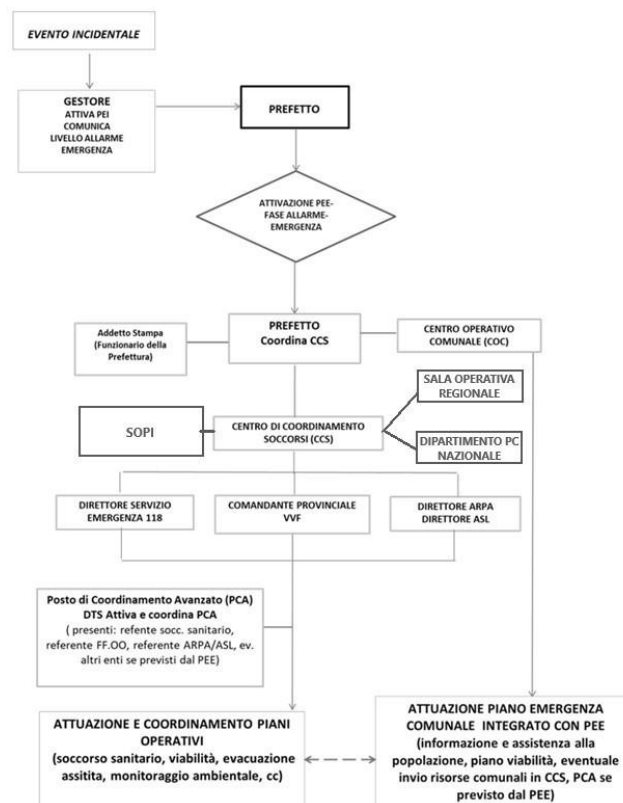 EVENTO INCIDENTALE
GESTORE
ATTIVA PEI
COMUNICA
LIVELLO ALLARME
EMERGENZA
PREFETTO
ATTIVAZIONE PEE-
FASE ALLARME-
EMERGENZA
Addetto Stampa
(Funzionario della
Prefettura)
PREFETTO
Coordina CCS
CENTRO OPERATIVO
COMUNALE (COC)
SALA OPERATIVA
REGIONALE
SOPI
CENTRO DI COORDINAMENTO
SOCCORSI (CCS)
DIPARTIMENTO PC
NAZIONALE
DIRETTORE SERVIZIO
EMERGENZA 118
COMANDANTE PROVINCIALE
VVF
DIRETTORE ARPA
DIRETTORE ASL
Posto di Coordinamento Avanzato (PCA)
DTS Attiva e coordina PCA
( presenti: refente socc. sanitario,
referente FF.OO, referente ARPA/ASL, ev.
altri enti se previsti dal PEE)
ATTUAZIONE E COORDINAMENTO PIANI
OPERATIVI
(soccorso sanitario, viabilità, evacuazione
assitita, monitoraggio ambientale, cc)
ATTUAZIONE PIANO EMERGENZA
COMUNALE INTEGRATO CON PEE
(informazione e assistenza alla
popolazione, piano viabilità, eventuale
invio risorse comunali in CCS, PCA se
previsto dal PEE)